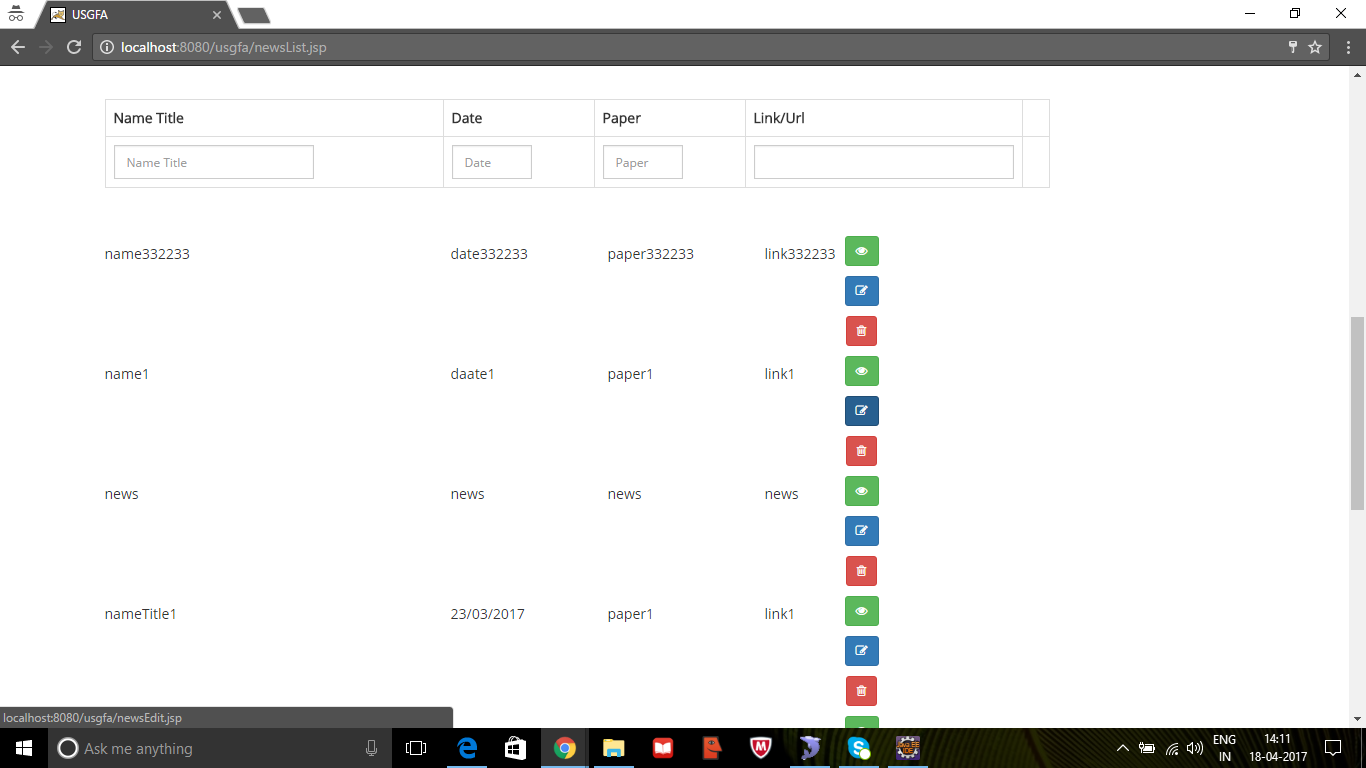 USGFA
localhost:8080/usgfa/newsList.jsp
Name Title Date Paper Link/Url
Name Title Date Paper
name332233 date332233 paper332233 link332233
name1 daate1 paper1 link1
news news news news
nameTitle1 23/03/2017 paper1 link1
localhost:8080/usgfa/newsEdit.jsp
Ask me anything
ENG 14:11
IN 18-04-2017